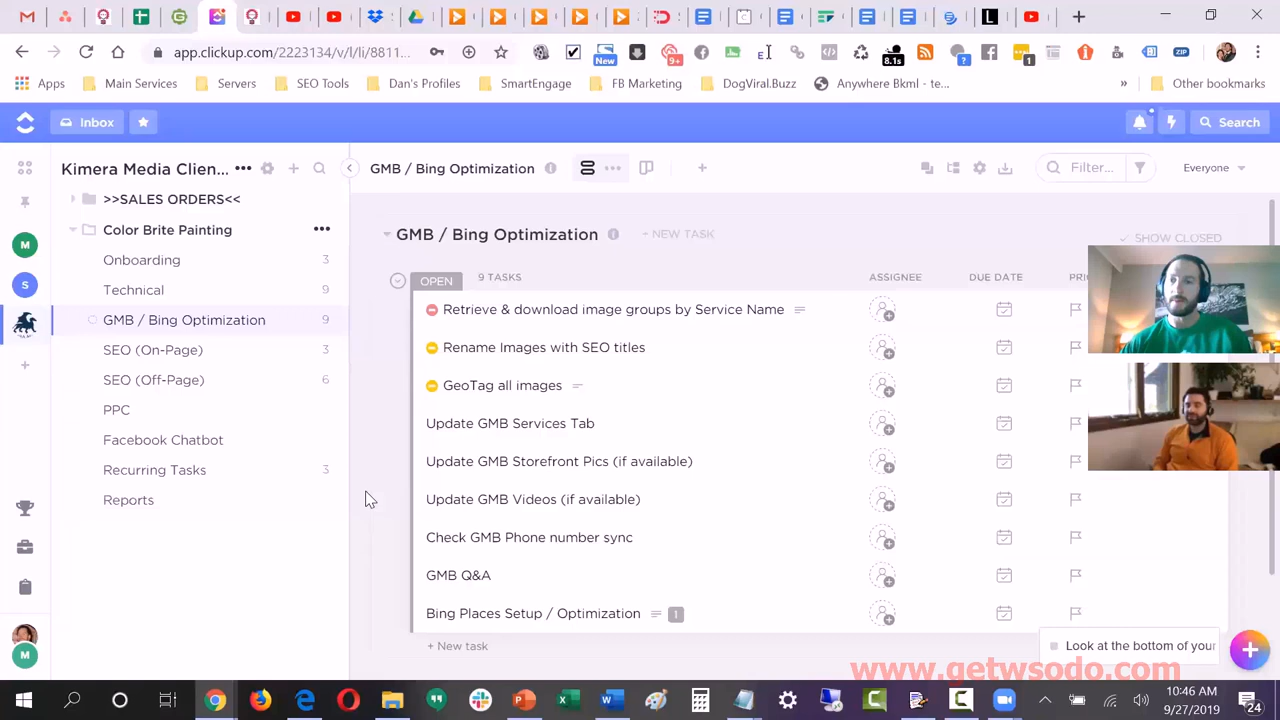 app.clickup.com/2223134/v/l/li/8811...
New
9+
8.1s
?
1
ZIP
Apps
Main Services
Servers
SEO Tools
Dan's Profiles
SmartEngage
FB Marketing
DogViral.Buzz
Anywhere Bkml - te...
»
Other bookmarks
Inbox
Search
Kimera Media Clien...
GMB / Bing Optimization
Filter...
Everyone
>>SALES ORDERS<<
Color Brite Painting
Onboarding 3
Technical 9
GMB / Bing Optimization 9
SEO (On-Page) 3
SEO (Off-Page) 6
PPC
Facebook Chatbot
Recurring Tasks 3
Reports
M
S
M
GMB / Bing Optimization + NEW TASK
SHOW CLOSED
OPEN 9 TASKS ASSIGNEE DUE DATE
Retrieve & download image groups by Service Name
Rename Images with SEO titles
GeoTag all images
Update GMB Services Tab
Update GMB Storefront Pics (if available)
Update GMB Videos (if available)
Check GMB Phone number sync
GMB Q&A
Bing Places Setup / Optimization 1
+ New task
Look at the bottom of your
www.getwsodo.com
10:46 AM
9/27/2019
24